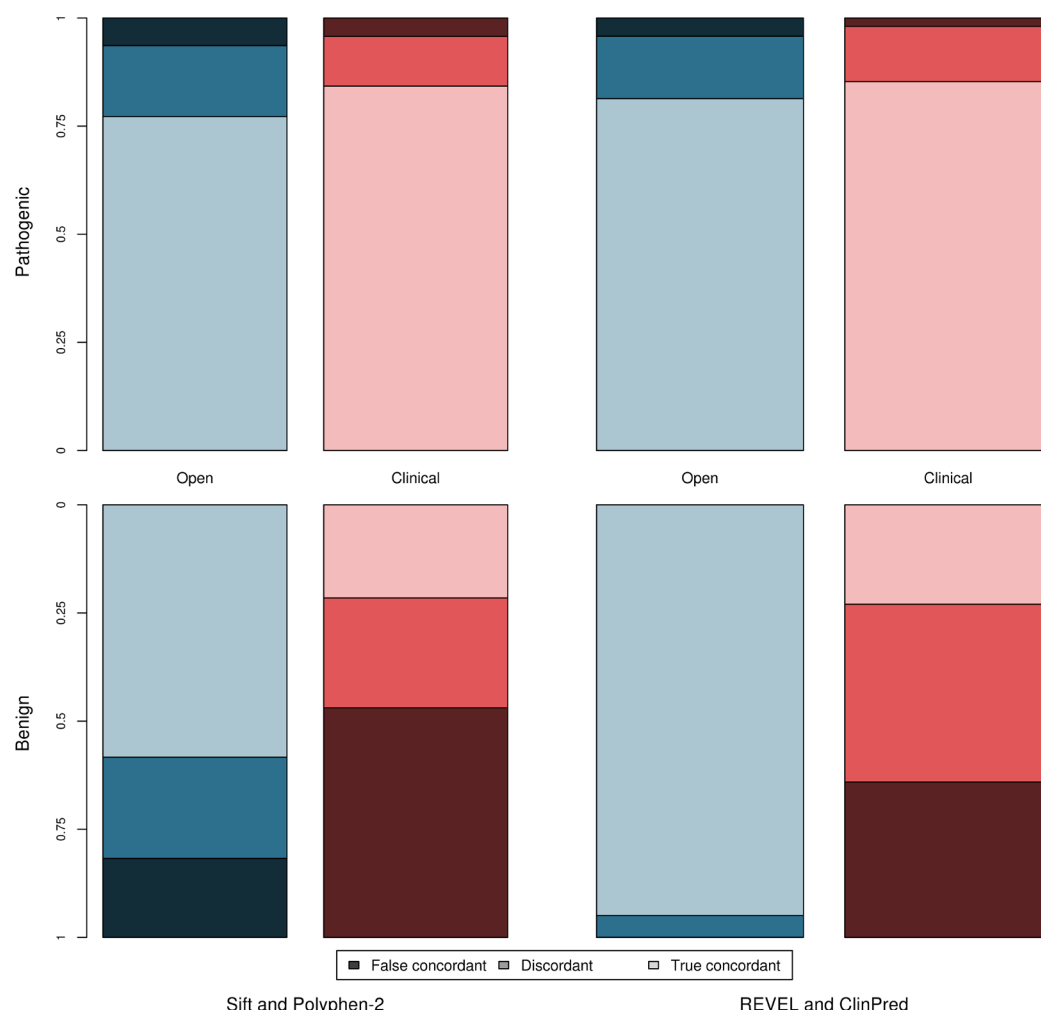 Pathogenic
1
0.75
0.5
0.25
0
Open Clinical Open Clinical
Benign
0
0.25
0.5
0.75
1
False concordant Discordant True concordant
Sift and Polyphen-2 REVEL and ClinPred